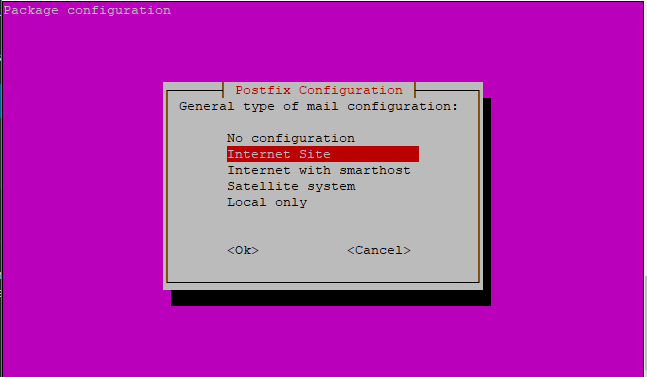 Package configuration
Postfix Configuration
General type of mail configuration:
No configuration
Internet Site
Internet with smarthost
Satellite system
Local only
<Ok> <Cancel>